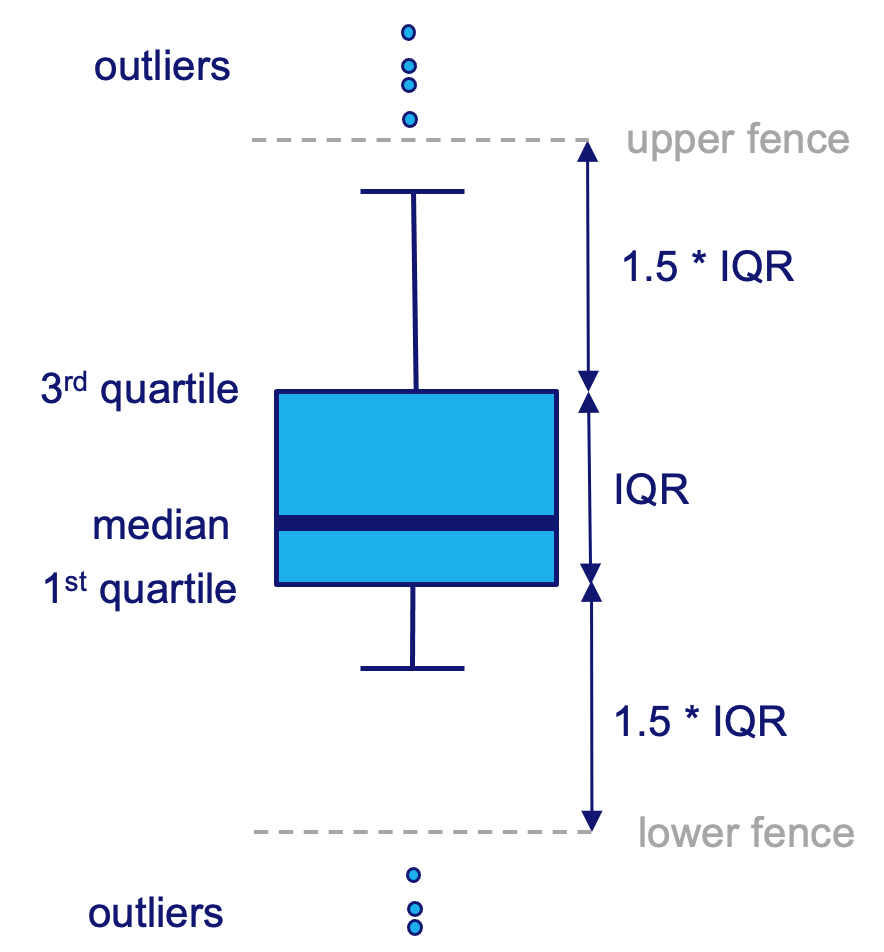 outliers
upper fence
1.5 * IQR
3rd quartile
IQR
median
1st quartile
1.5 * IQR
lower fence
outliers